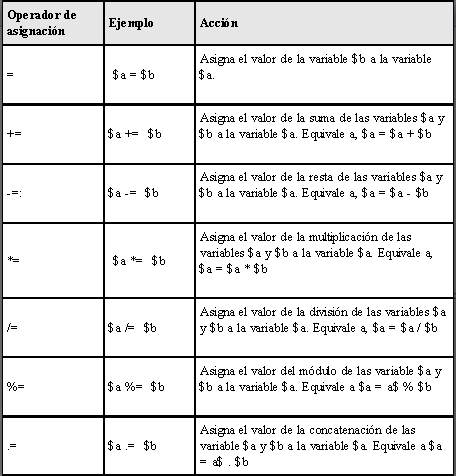 Operador de
asignación
Ejemplo
Acción
=
$a = $b
Asigna el valor de la variable $b a la variable
$a.
+=
$a += $b
Asigna el valor de la suma de las variables $a y
$b a la variable $a. Equivale a, $a = $a + $b
-=:
$a -= $b
Asigna el valor de la resta de las variables $a y
$b a la variable $a. Equivale a, $a = $a - $b
*=
$a *= $b
Asigna el valor de la multiplicación de las
variables $a y $b a la variable $a. Equivale a,
$a = $a * $b
/=
$a /= $b
Asigna el valor de la división de las variables $a
y $b a la variable $a. Equivale a, $a = $a / $b
%=
$a %= $b
Asigna el valor del módulo de las variable $a y
$b a la variable $a. Equivale a $a = a$ % $b
.=
$a .= $b
Asigna el valor de la concatenación de las
variable $a y $b a la variable $a. Equivale a $a
= a$ . $b